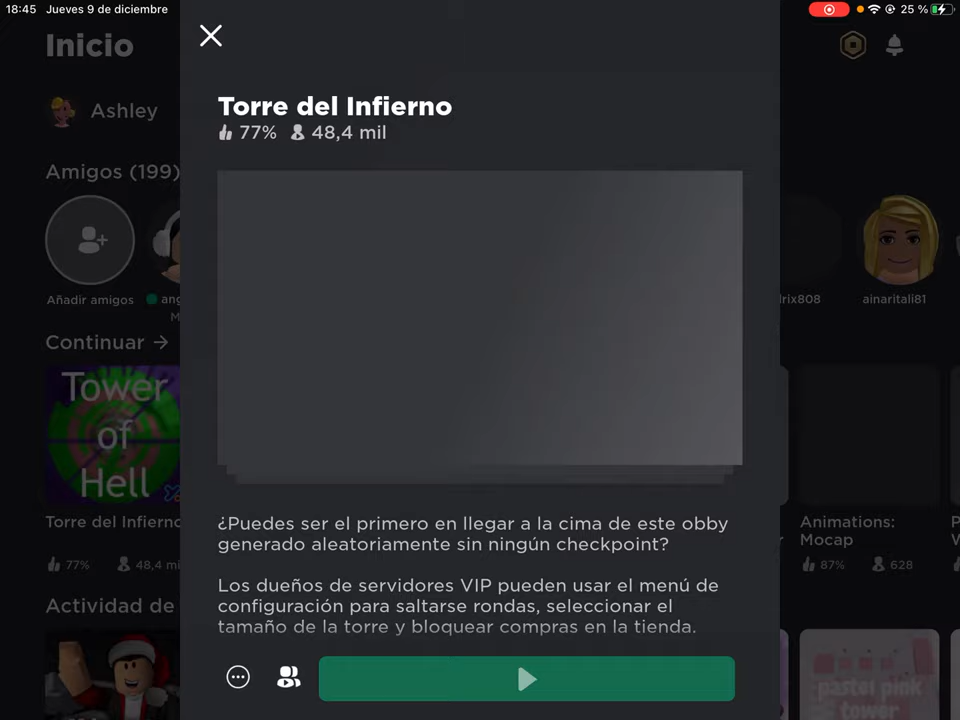 18:45 Jueves 9 de diciembre
25 %
Inicio
Ashley
Amigos (199)
Añadir amigos
ang
M
drix808
ainaritali81
Continuar →
Tower
of
Hell
Torre del Infierno
77% 48,4 mi
Animations:
Mocap
87% 628
Actividad de
pastel pink
tower
Torre del Infierno
77% 48,4 mil
¿Puedes ser el primero en llegar a la cima de este obby
generado aleatoriamente sin ningún checkpoint?
Los dueños de servidores VIP pueden usar el menú de
configuración para saltarse rondas, seleccionar el
tamaño de la torre y bloquear compras en la tienda.